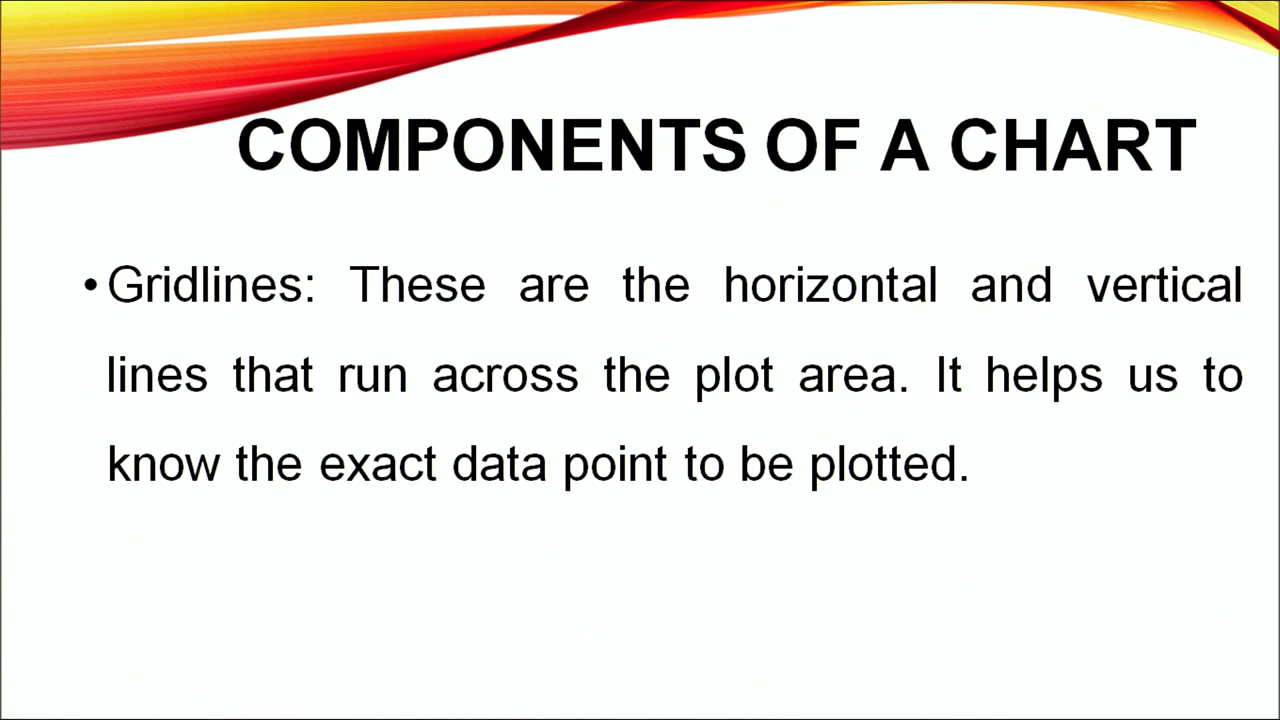 COMPONENTS OF A CHART
• Gridlines: These are the horizontal and vertical
lines that run across the plot area. It helps us to
know the exact data point to be plotted.